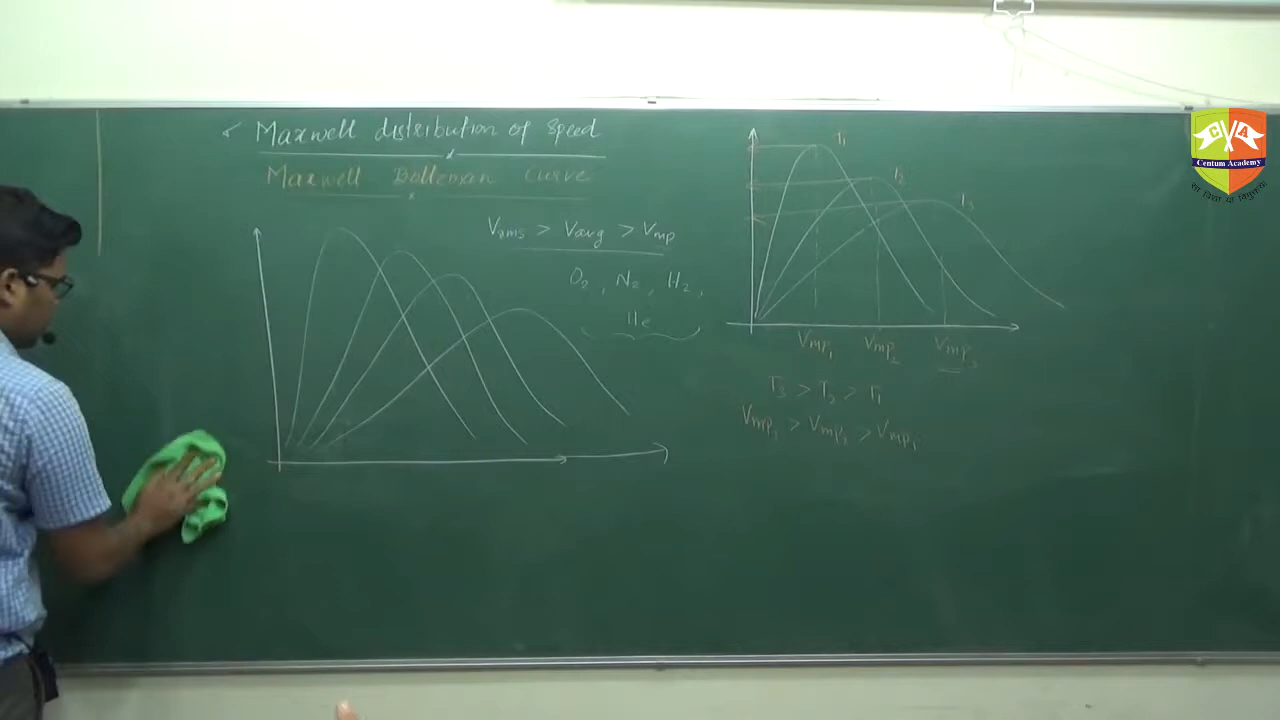 Maxwell distribution of speed
Maxwell Boltzman Curve
Vrms > Vavg > Vmp
O2 , N2 , H2 ,
He
T1
T2
T3
Vmp1 Vmp2 Vmp3
T3 > T2 > T1
Vmp3 > Vmp2 > Vmp1
C V A
Centum Academy